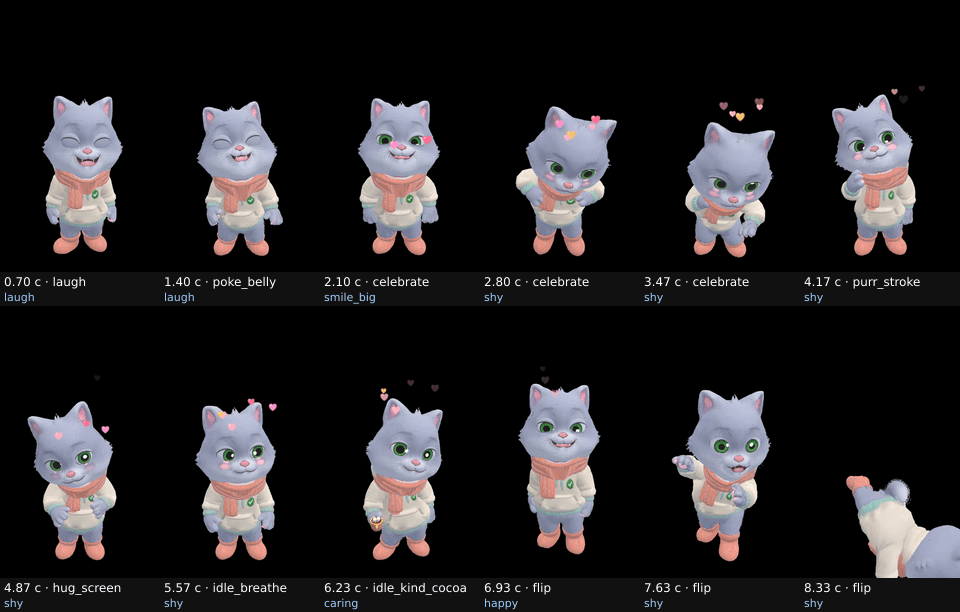 0.70 с · laugh
laugh
1.40 с · poke_belly
laugh
2.10 с · celebrate
smile_big
2.80 с · celebrate
shy
3.47 с · celebrate
shy
4.17 с · purr_stroke
shy
4.87 с · hug_screen
shy
5.57 с · idle_breathe
shy
6.23 с · idle_kind_cocoa
caring
6.93 с · flip
happy
7.63 с · flip
shy
8.33 с · flip
shy